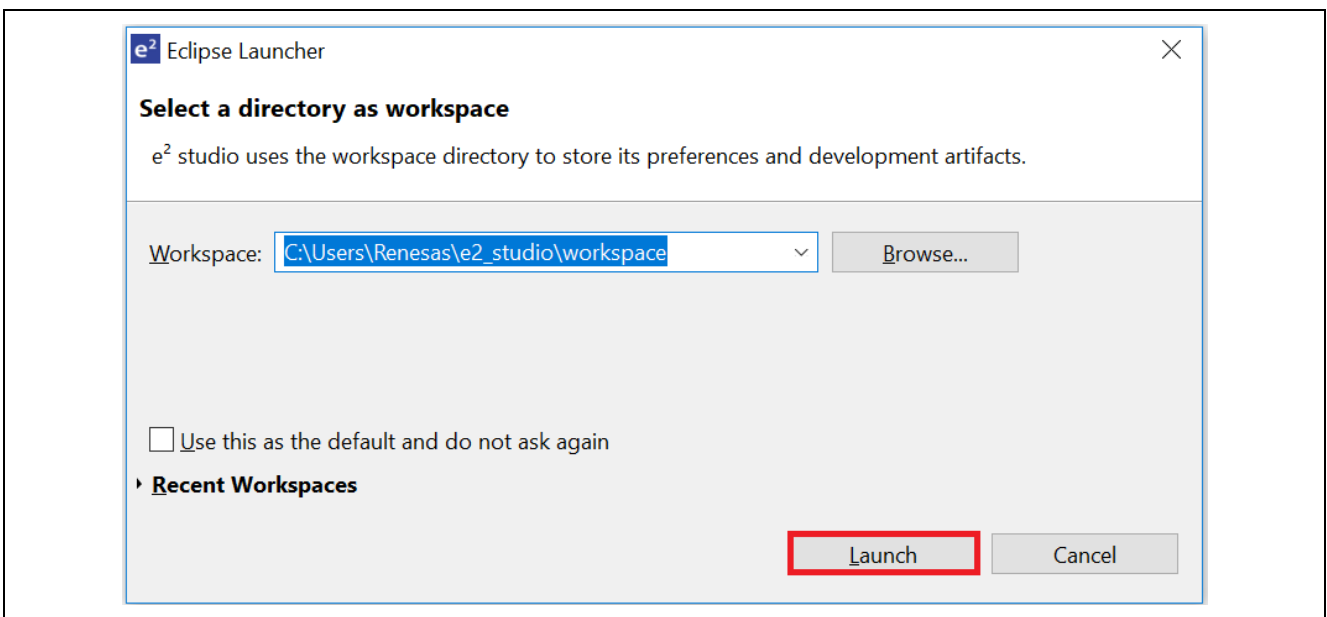 e² Eclipse Launcher
Select a directory as workspace
e² studio uses the workspace directory to store its preferences and development artifacts.
Workspace: C:\Users\Renesas\e2_studio\workspace Browse...
Use this as the default and do not ask again
Recent Workspaces
Launch Cancel